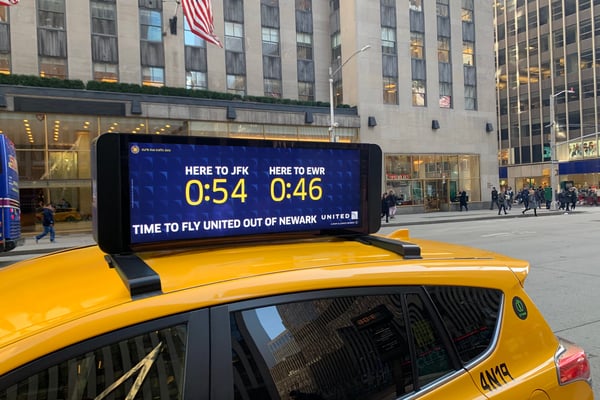 HERE TO JFK HERE TO EWR
0:54 0:46
TIME TO FLY UNITED OUT OF NEWARK UNITED
4N19